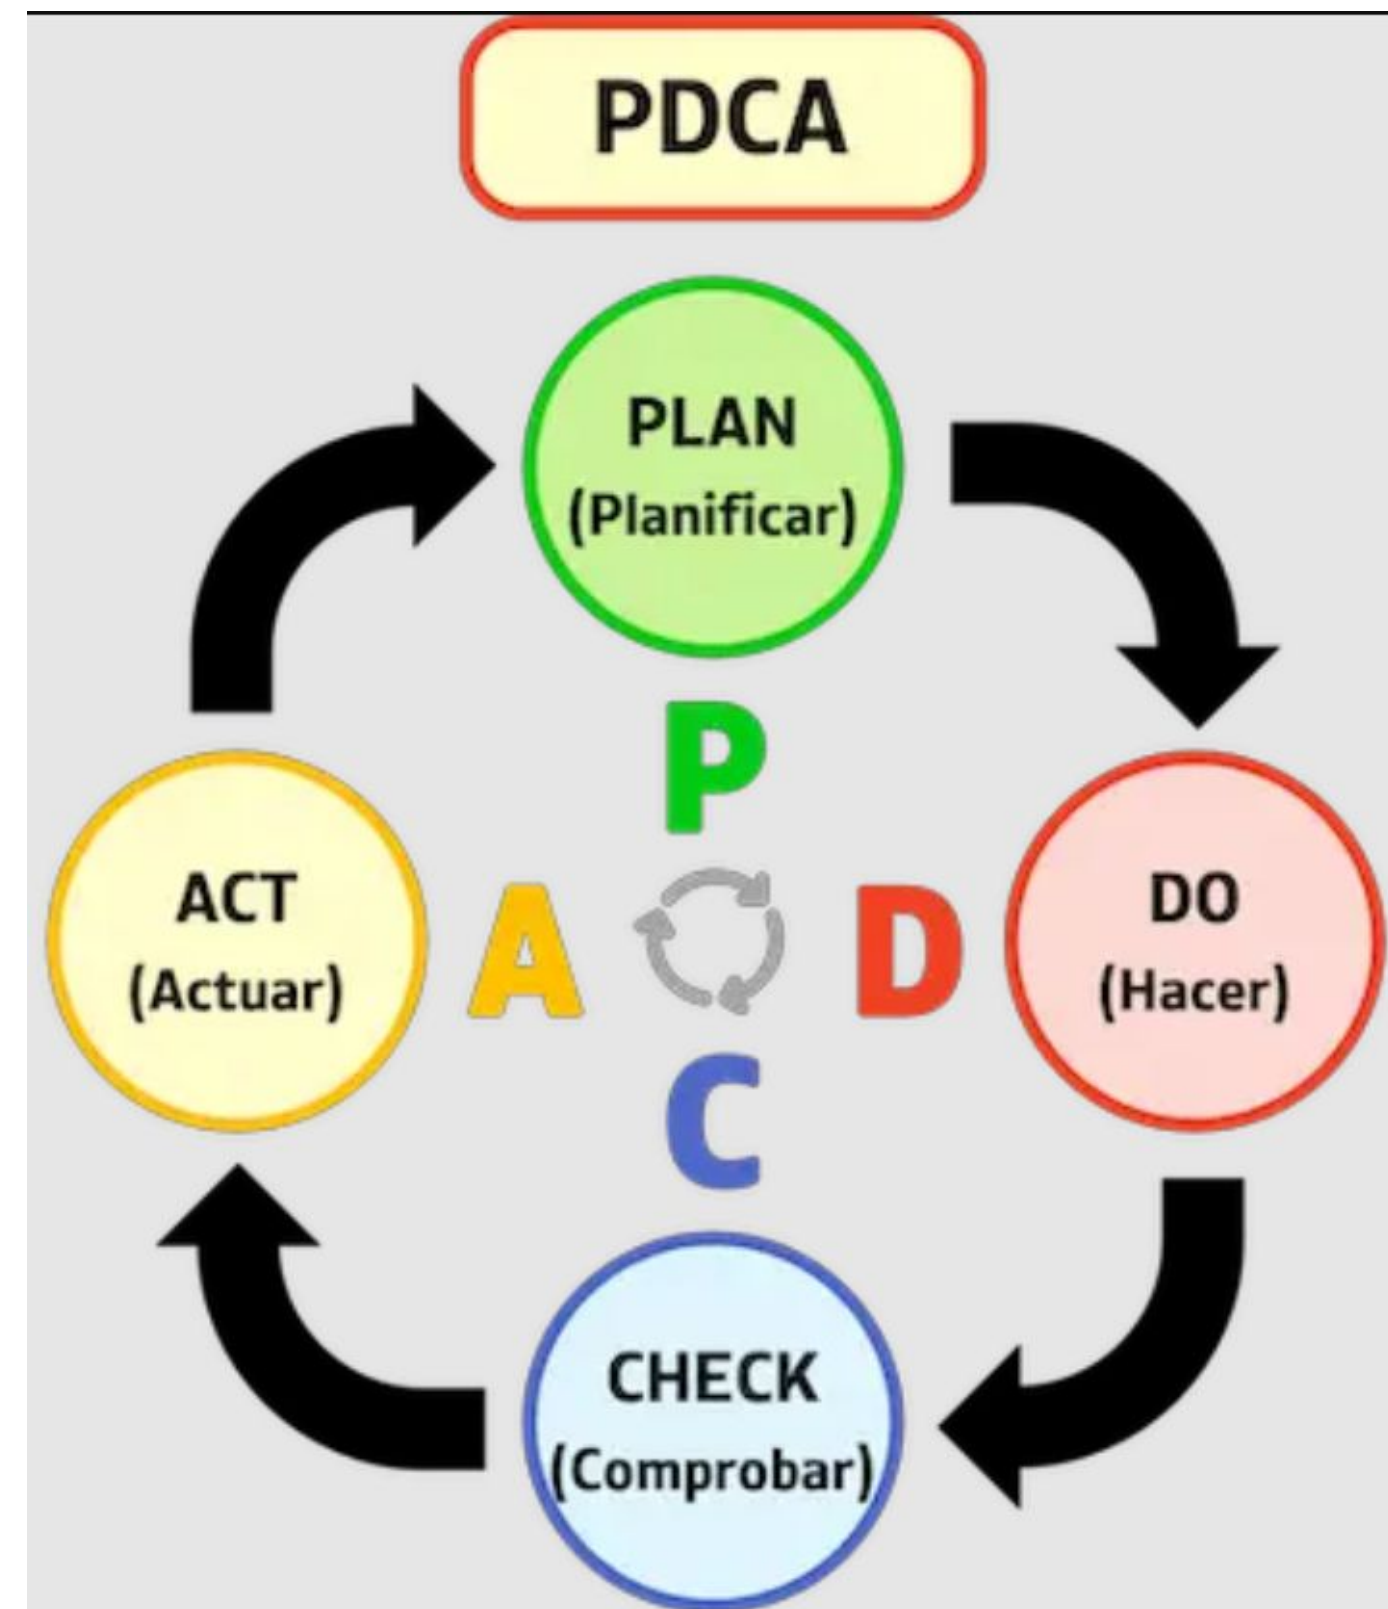 PDCA
PLAN
(Planificar)
P
ACT
(Actuar)
A
D
DO
(Hacer)
C
CHECK
(Comprobar)